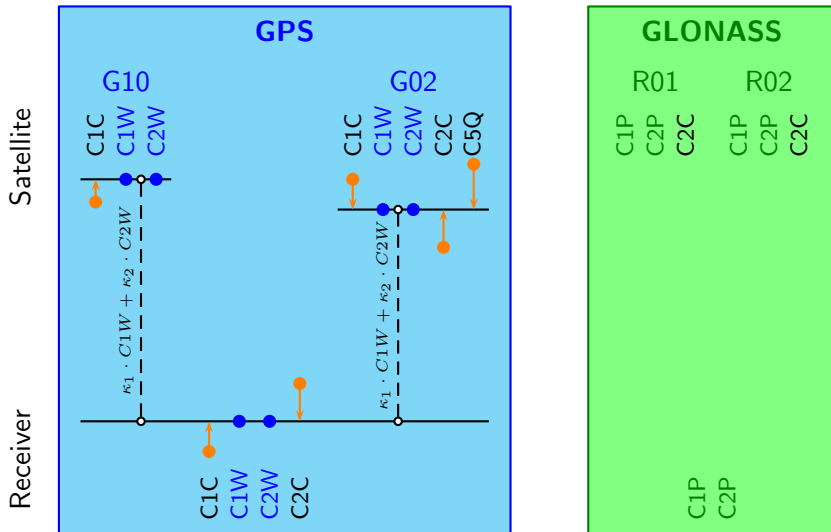 GPS
GLONASS
G10
G02
R01
R02
Satellite
C1C
C1W
C2W
C1C
C1W
C2W
C2C
C5Q
C1P
C2P
C2C
C1P
C2P
C2C
κ₁ · C1W + κ₂ · C2W
κ₁ · C1W + κ₂ · C2W
Receiver
C1C
C1W
C2W
C2C
C1P
C2P